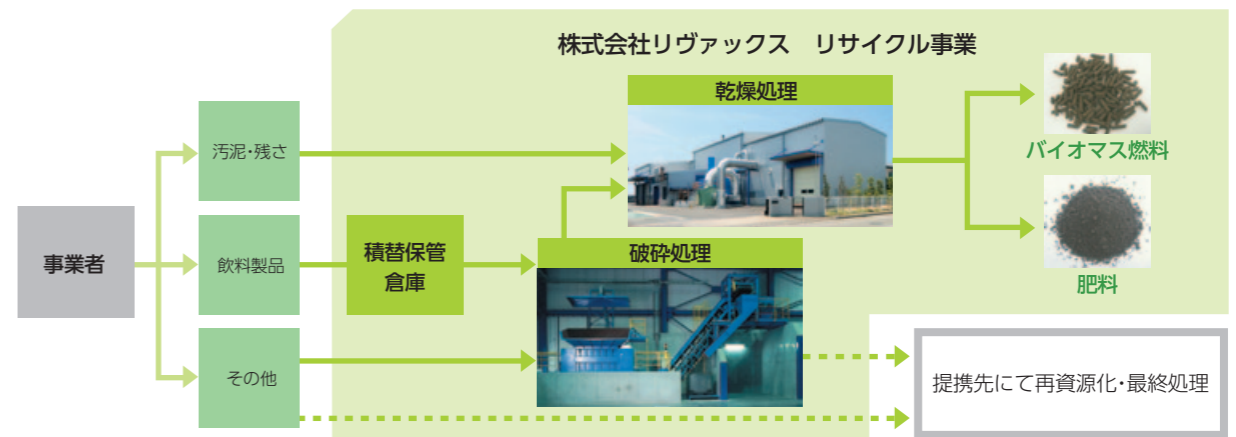 株式会社リヴァックス　リサイクル事業
乾燥処理
バイオマス燃料
汚泥・残さ
事業者
飲料製品
積替保管
倉庫
破砕処理
肥料
その他
提携先にて再資源化・最終処理